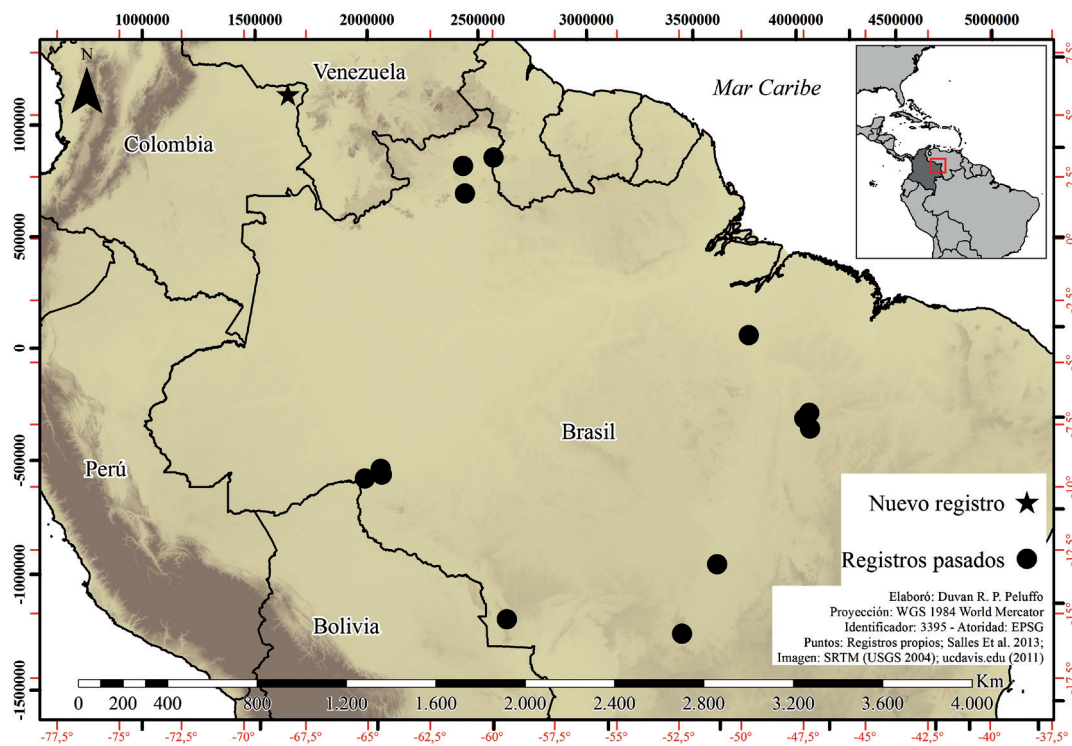 1000000 1500000 2000000 2500000 3000000 3500000 4000000 4500000 5000000
N
Venezuela
Mar Caribe
Colombia
Brasil
Perú
Bolivia
Nuevo registro
Registros pasados
Elaboró: Duvan R. P. Peluffo
Proyección: WGS 1984 World Mercator
Identificador: 3395 - Atoridad: EPSG
Puntos: Registros propios; Salles Et al. 2013;
Imagen: SRTM (USGS 2004); ucdavis.edu (2011)
Km
0 200 400 800 1.200 1.600 2.000 2.400 2.800 3.200 3.600 4.000
1000000
500000
0
-500000
-1000000
-1500000
7,5°
5°
2,5°
0°
-2,5°
-5°
-7,5°
-10°
-12,5°
-15°
-17,5°
-77,5° -75° -72,5° -70° -67,5° -65° -62,5° -60° -57,5° -55° -52,5° -50° -47,5° -45° -42,5° -40° -37,5°